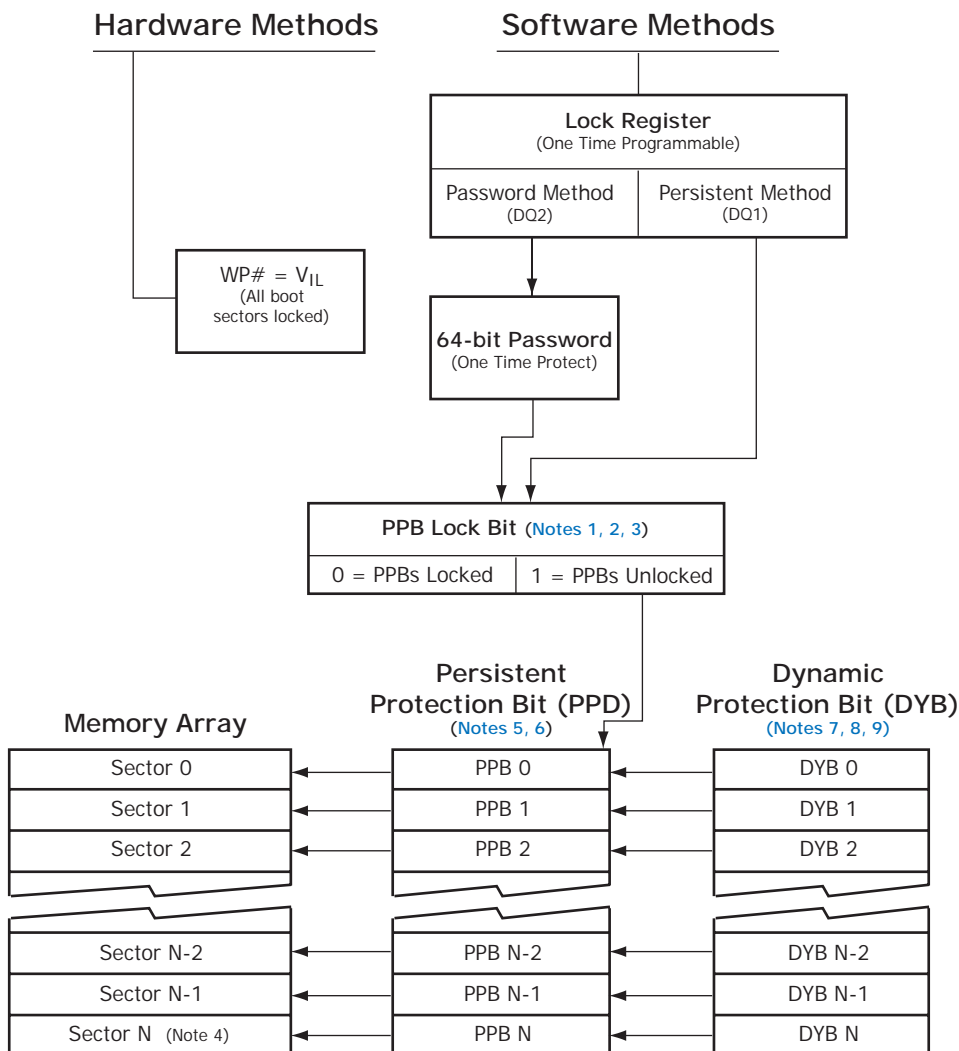 Hardware Methods
Software Methods
Lock Register
(One Time Programmable)
Password Method
(DQ2)
Persistent Method
(DQ1)
WP# = VIL
(All boot
sectors locked)
64-bit Password
(One Time Protect)
PPB Lock Bit (Notes 1, 2, 3)
0 = PPBs Locked
1 = PPBs Unlocked
Memory Array
Persistent
Protection Bit (PPD)
(Notes 5, 6)
Dynamic
Protection Bit (DYB)
(Notes 7, 8, 9)
Sector 0
PPB 0
DYB 0
Sector 1
PPB 1
DYB 1
Sector 2
PPB 2
DYB 2
Sector N-2
PPB N-2
DYB N-2
Sector N-1
PPB N-1
DYB N-1
Sector N (Note 4)
PPB N
DYB N